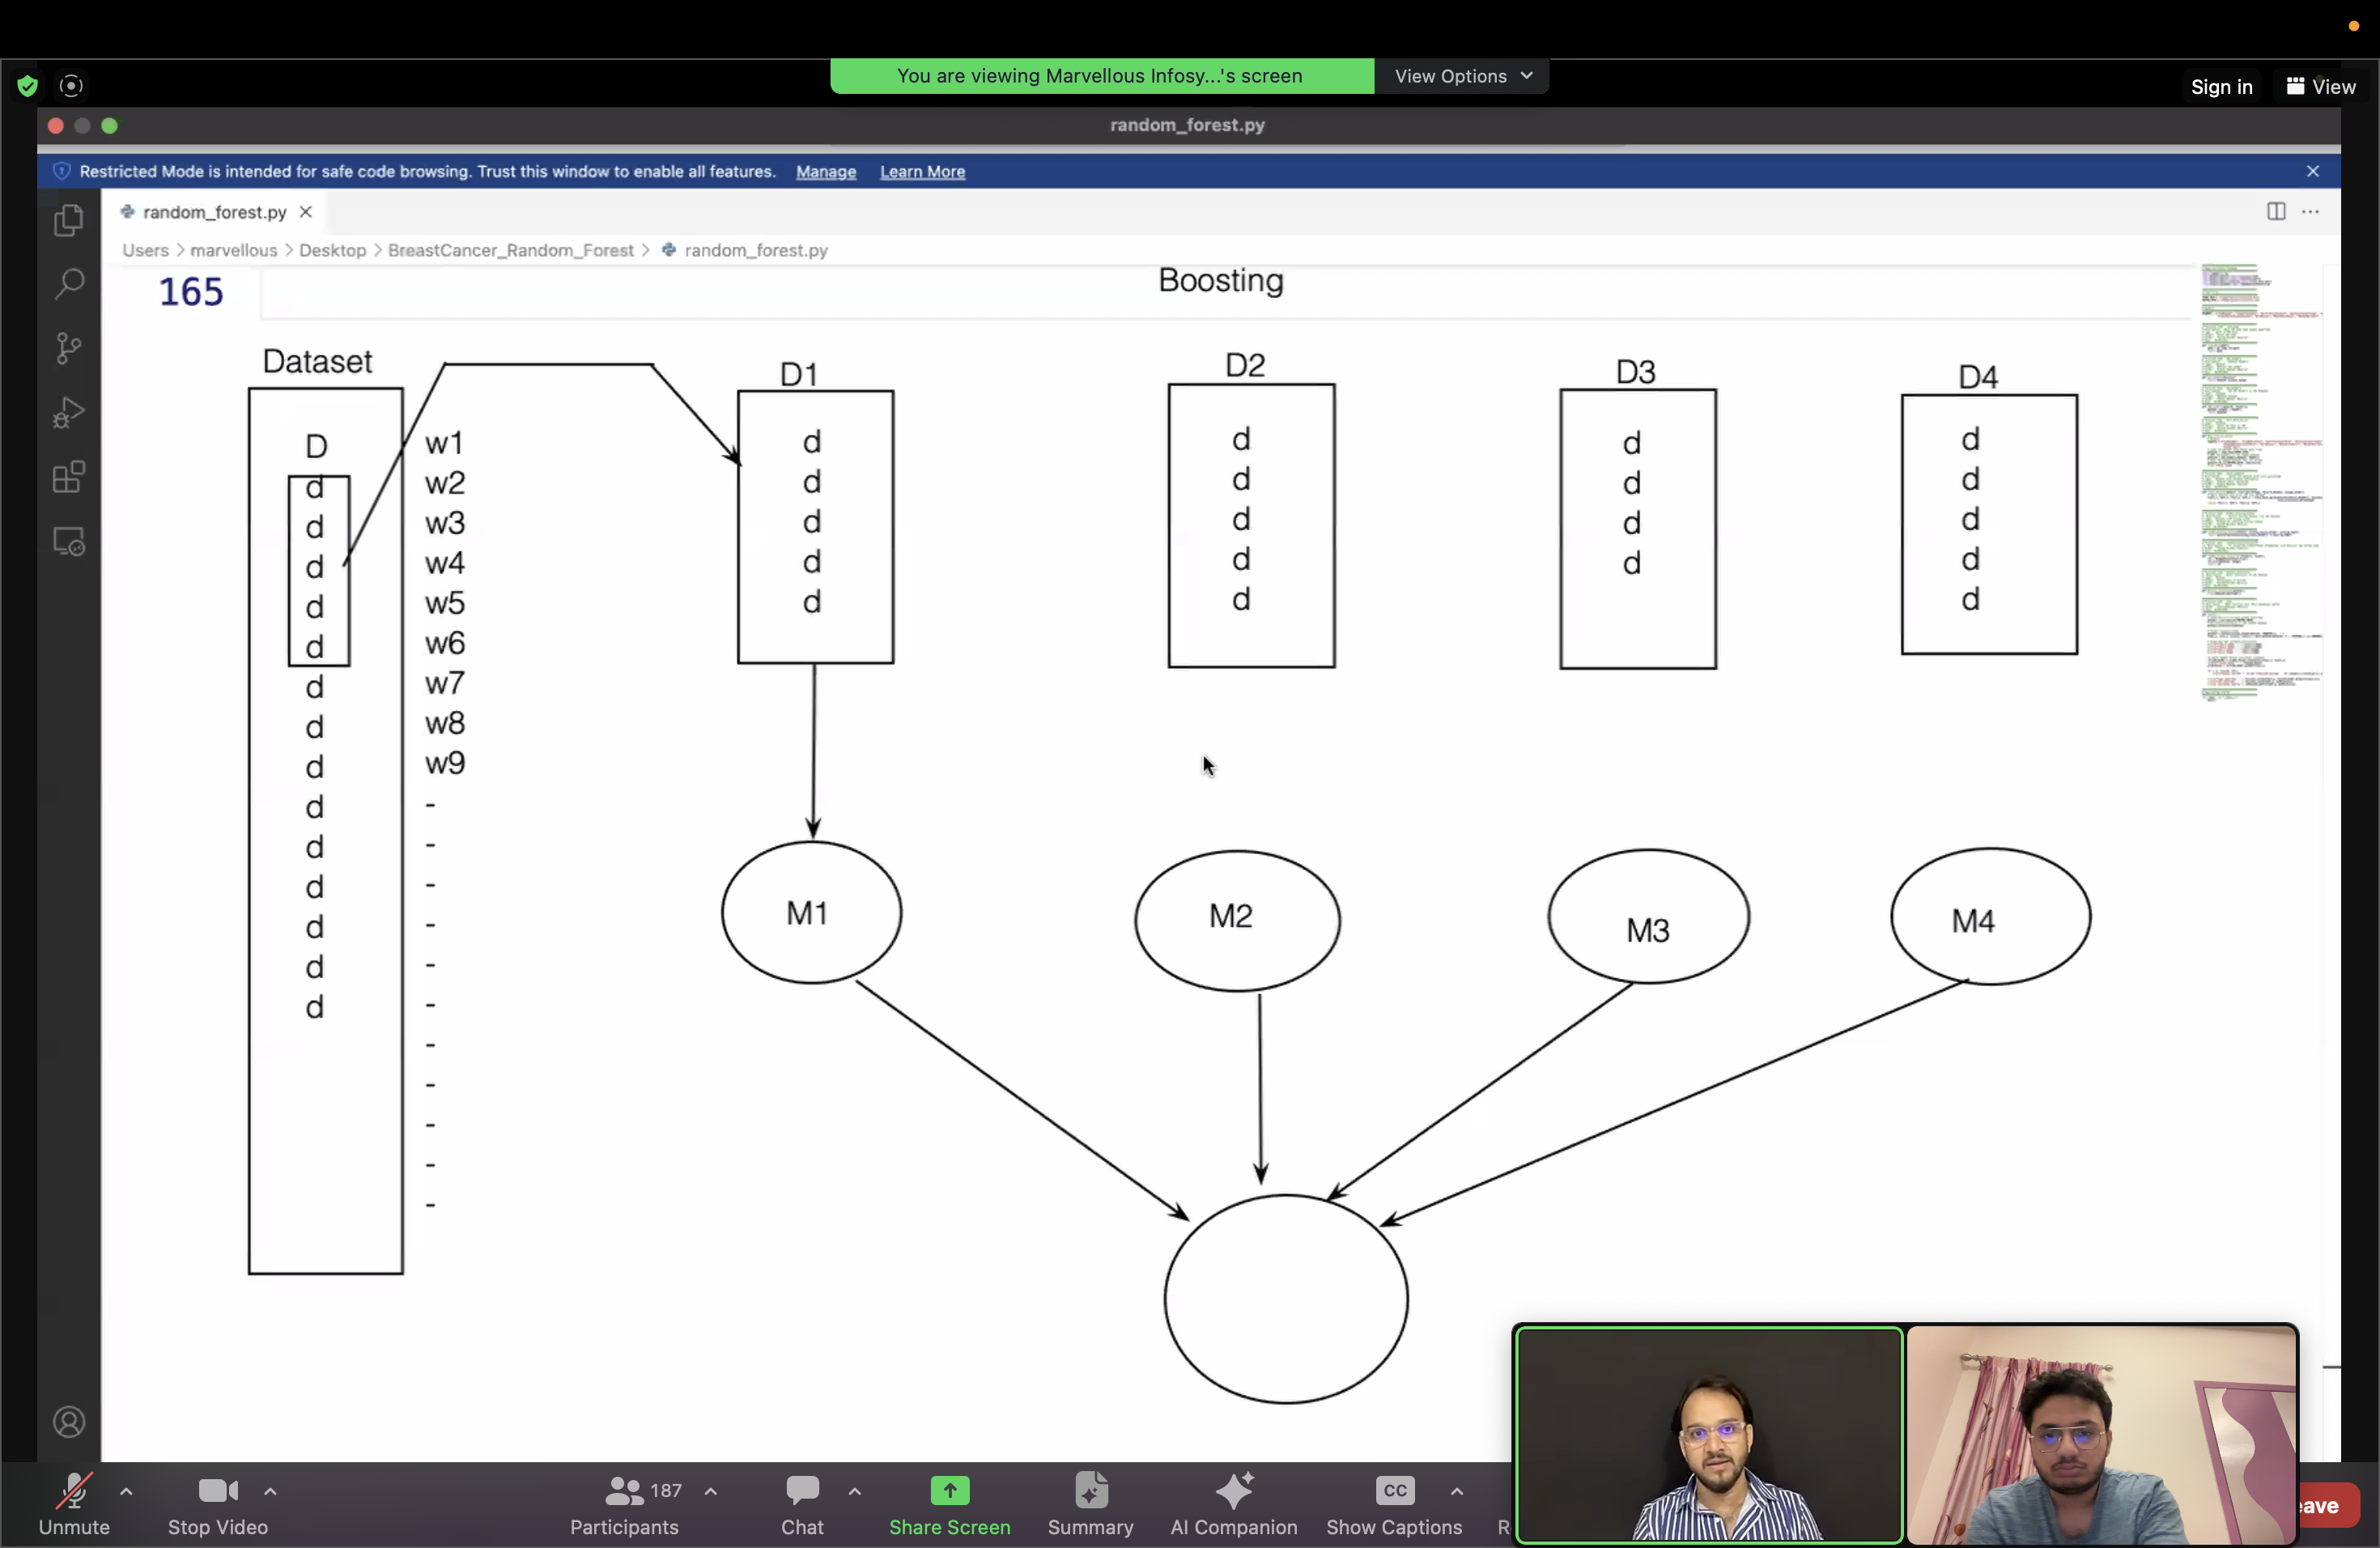 You are viewing Marvellous Infosy...'s screen
View Options
Sign in
View
random_forest.py
Restricted Mode is intended for safe code browsing. Trust this window to enable all features. Manage Learn More
random_forest.py
Users > marvellous > Desktop > BreastCancer_Random_Forest > random_forest.py
165
Boosting
Dataset
D
d
d
d
d
d
d
d
d
d
d
d
d
d
d
w1
w2
w3
w4
w5
w6
w7
w8
w9
-
-
-
-
-
-
-
-
-
-
-
D1
d
d
d
d
d
D2
d
d
d
d
d
D3
d
d
d
d
D4
d
d
d
d
d
M1
M2
M3
M4
Unmute
Stop Video
187
Participants
Chat
Share Screen
Summary
AI Companion
CC
Show Captions
R
eave